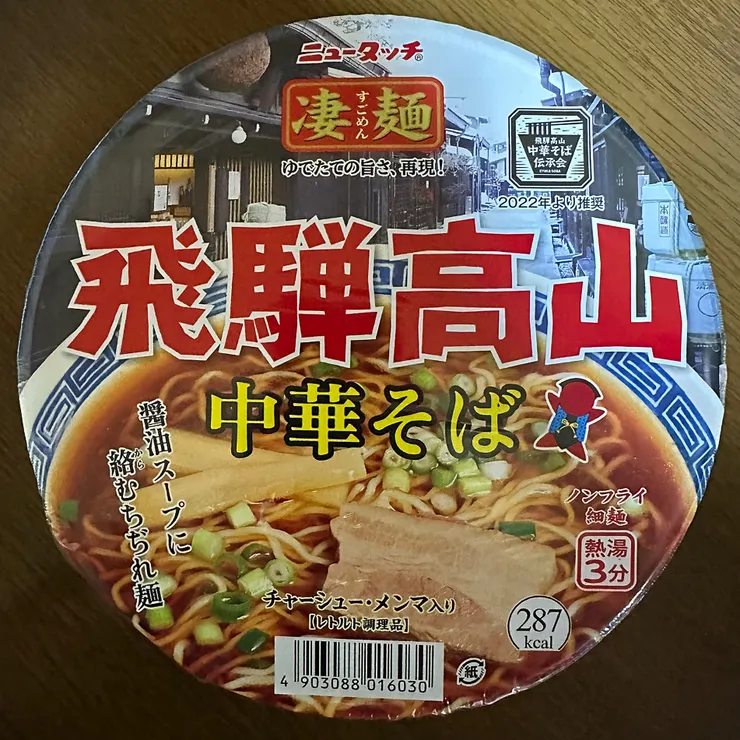 ニュータッチ®
凄麺
すごめん
ゆでたての旨さ、再現!
飛騨高山
中華そば
伝承会
2022年より推奨
飛騨高山
中華そば
醤油スープに
絡むちぢれ麺
から
ノンフライ
細麺
熱湯
3分
チャーシュー・メンマ入り
【レトルト調理品】
287
kcal
4 903088 016030
紙